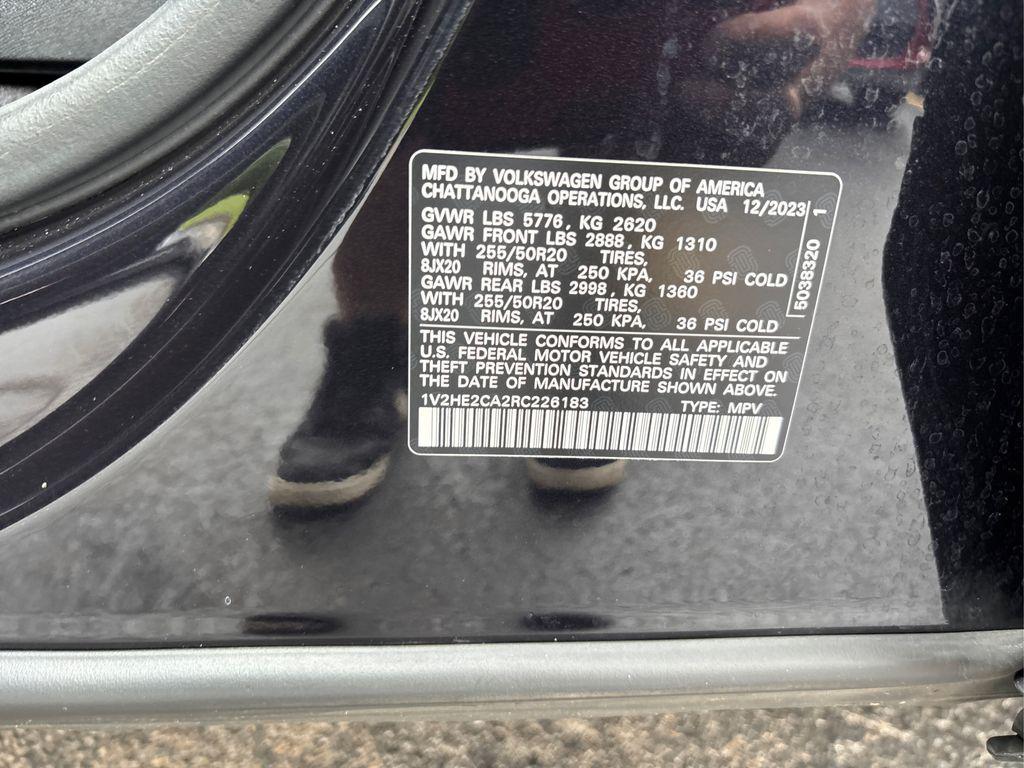 MFD BY VOLKSWAGEN GROUP OF AMERICA
CHATTANOOGA OPERATIONS, LLC. USA 12/2023
GVWR LBS 5776, KG 2620
GAWR FRONT LBS 2888, KG 1310
WITH 255/50R20 TIRES,
8JX20 RIMS, AT 250 KPA, 36 PSI COLD
GAWR REAR LBS 2998, KG 1360
WITH 255/50R20 TIRES,
8JX20 RIMS, AT 250 KPA, 36 PSI COLD
5038320 1
THIS VEHICLE CONFORMS TO ALL APPLICABLE
U.S. FEDERAL MOTOR VEHICLE SAFETY AND
THEFT PREVENTION STANDARDS IN EFFECT ON
THE DATE OF MANUFACTURE SHOWN ABOVE.
1V2HE2CA2RC226183 TYPE: MPV